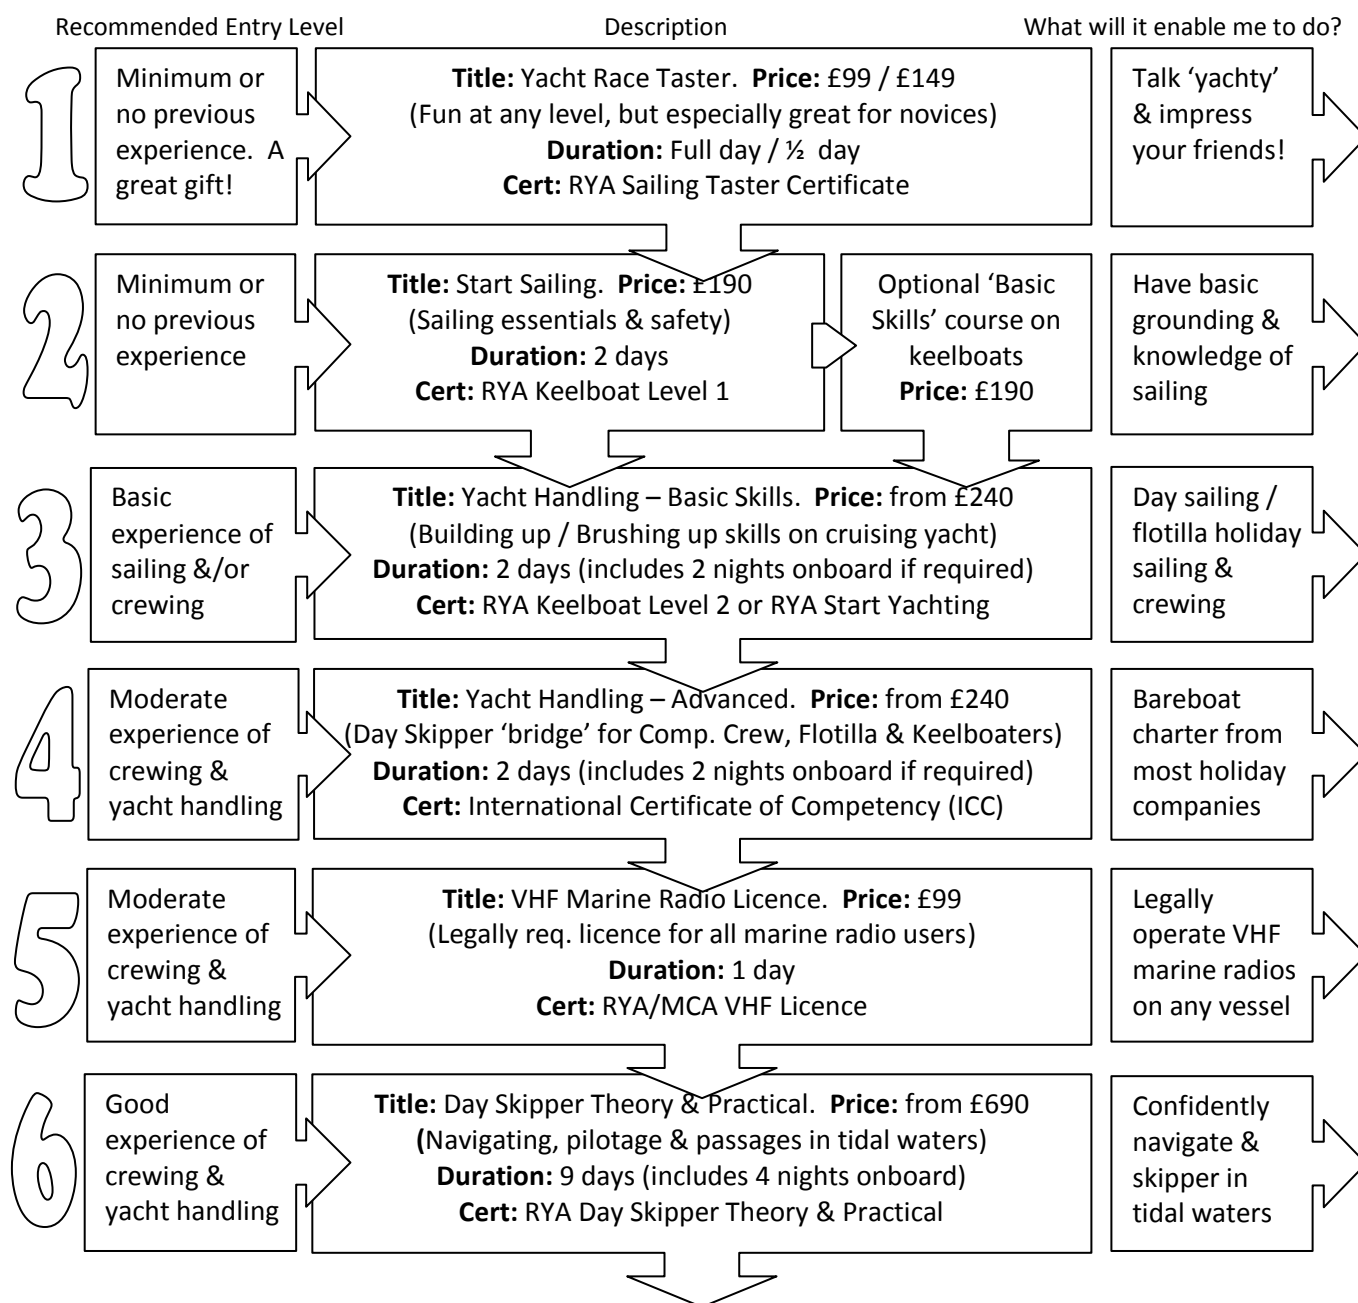 Recommended Entry Level
Description
What will it enable me to do?
1
Minimum or
no previous
experience. A
great gift!
Title: Yacht Race Taster. Price: £99 / £149
(Fun at any level, but especially great for novices)
Duration: Full day / ½ day
Cert: RYA Sailing Taster Certificate
Talk ‘yachty’
& impress
your friends!
2
Minimum or
no previous
experience
Title: Start Sailing. Price: £190
(Sailing essentials & safety)
Duration: 2 days
Cert: RYA Keelboat Level 1
Optional ‘Basic
Skills’ course on
keelboats
Price: £190
Have basic
grounding &
knowledge of
sailing
3
Basic
experience of
sailing &/or
crewing
Title: Yacht Handling – Basic Skills. Price: from £240
(Building up / Brushing up skills on cruising yacht)
Duration: 2 days (includes 2 nights onboard if required)
Cert: RYA Keelboat Level 2 or RYA Start Yachting
Day sailing /
flotilla holiday
sailing &
crewing
4
Moderate
experience of
crewing &
yacht handling
Title: Yacht Handling – Advanced. Price: from £240
(Day Skipper ‘bridge’ for Comp. Crew, Flotilla & Keelboaters)
Duration: 2 days (includes 2 nights onboard if required)
Cert: International Certificate of Competency (ICC)
Bareboat
charter from
most holiday
companies
5
Moderate
experience of
crewing &
yacht handling
Title: VHF Marine Radio Licence. Price: £99
(Legally req. licence for all marine radio users)
Duration: 1 day
Cert: RYA/MCA VHF Licence
Legally
operate VHF
marine radios
on any vessel
6
Good
experience of
crewing &
yacht handling
Title: Day Skipper Theory & Practical. Price: from £690
(Navigating, pilotage & passages in tidal waters)
Duration: 9 days (includes 4 nights onboard)
Cert: RYA Day Skipper Theory & Practical
Confidently
navigate &
skipper in
tidal waters